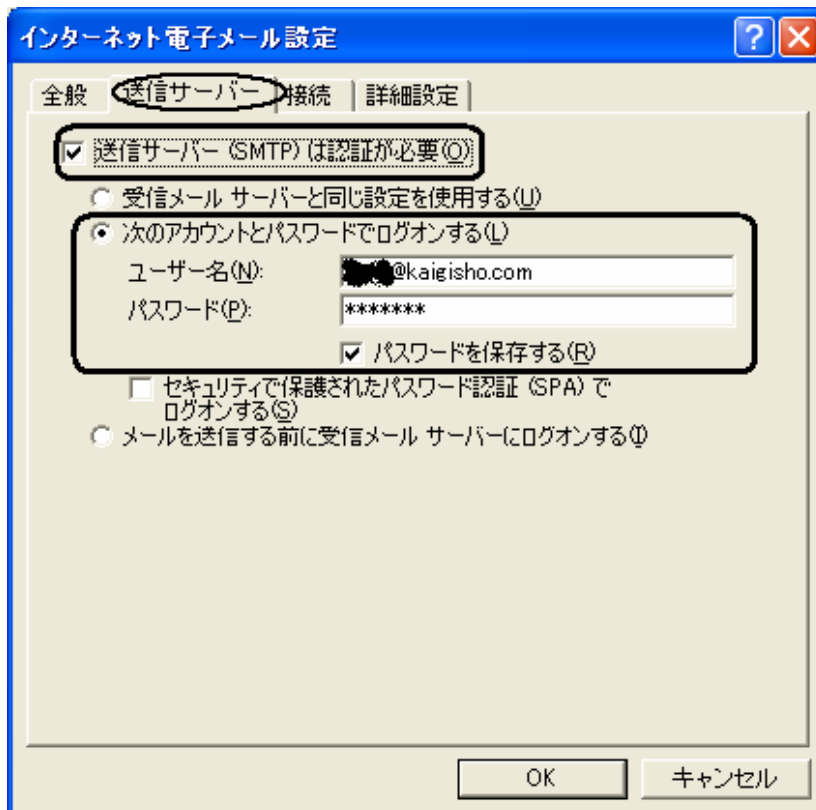 インターネット電子メール設定
全般 送信サーバー 接続 詳細設定
送信サーバー (SMTP) は認証が必要(O)
受信メール サーバーと同じ設定を使用する(U)
次のアカウントとパスワードでログオンする(L)
ユーザー名(N): @kaigisho.com
パスワード(P): *******
パスワードを保存する(R)
セキュリティで保護されたパスワード認証 (SPA) で
ログオンする(S)
メールを送信する前に受信メール サーバーにログオンする(I)
OK キャンセル